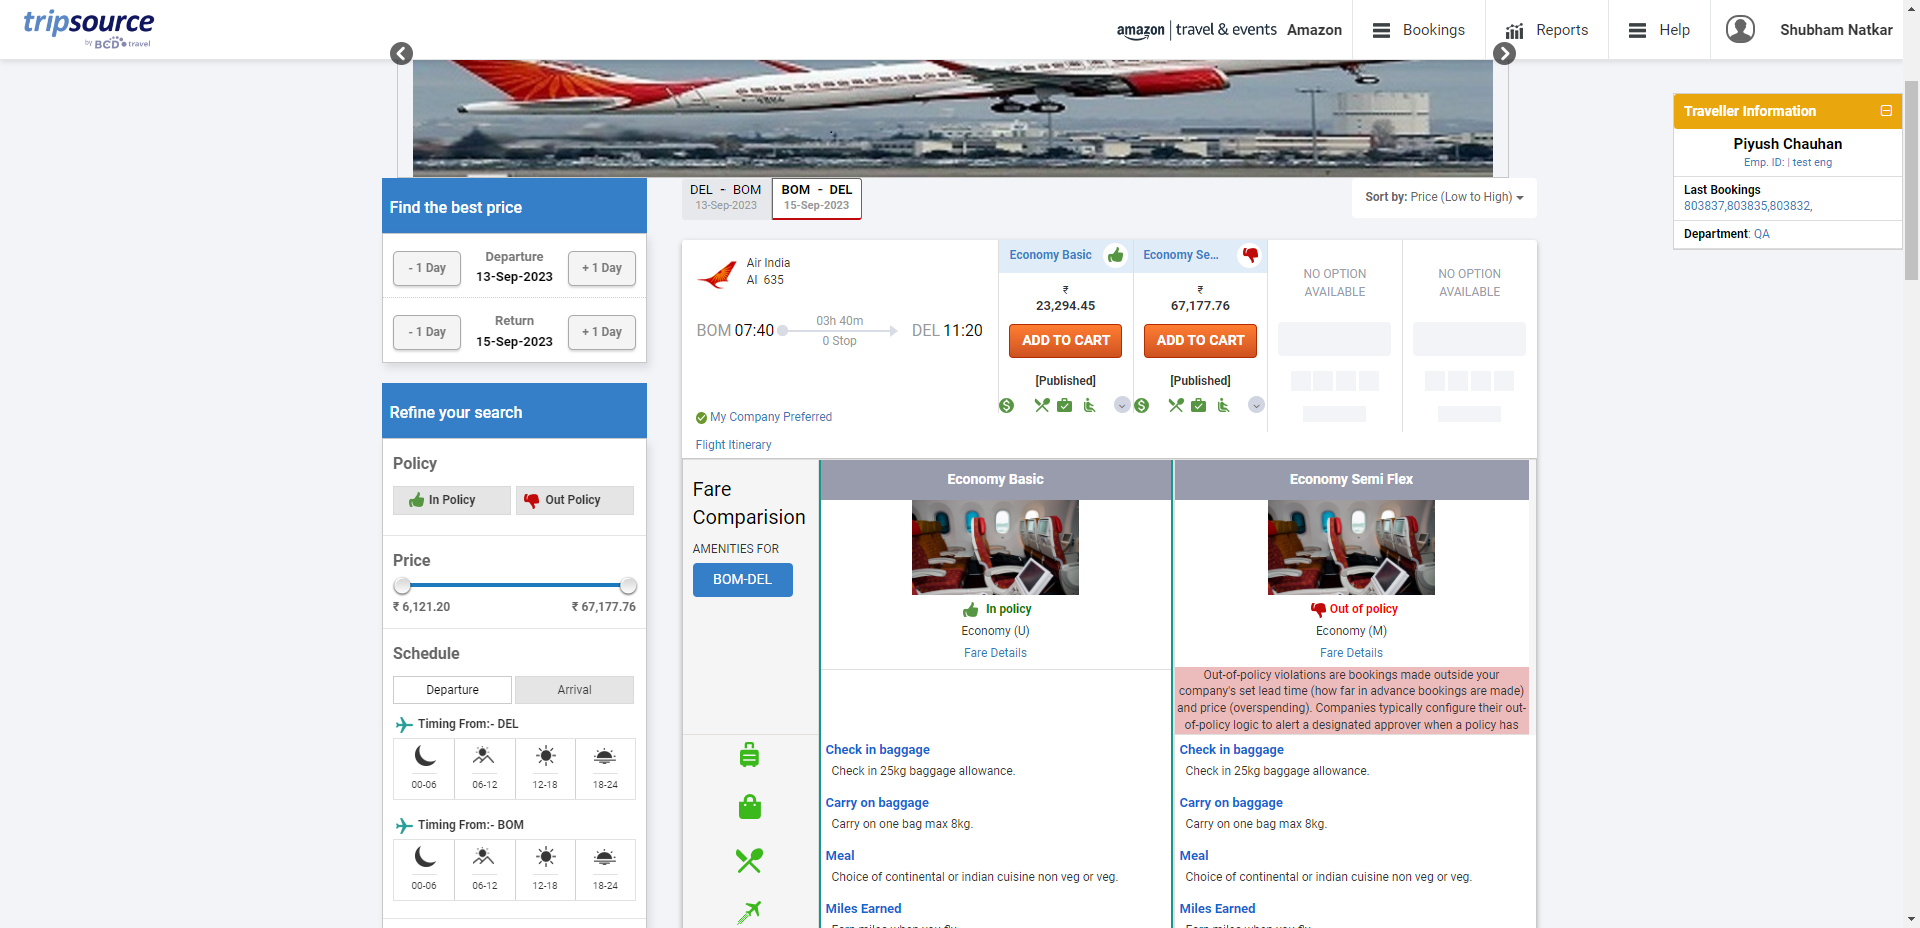 tripsource
by BCD travel
amazon | travel & events Amazon
Bookings
Reports
Help
Shubham Natkar
Traveller Information
Piyush Chauhan
Emp. ID: | test eng
Last Bookings
803837,803835,803832,
Department: QA
Find the best price
- 1 Day
Departure
13-Sep-2023
+ 1 Day
- 1 Day
Return
15-Sep-2023
+ 1 Day
Refine your search
Policy
In Policy
Out Policy
Price
₹ 6,121.20
₹ 67,177.76
Schedule
Departure
Arrival
Timing From:- DEL
00-06
06-12
12-18
18-24
Timing From:- BOM
00-06
06-12
12-18
18-24
DEL - BOM
13-Sep-2023
BOM - DEL
15-Sep-2023
Sort by: Price (Low to High)
Air India
AI 635
BOM 07:40
03h 40m
0 Stop
DEL 11:20
My Company Preferred
Flight Itinerary
Economy Basic
₹
23,294.45
ADD TO CART
[Published]
Economy Se...
₹
67,177.76
ADD TO CART
[Published]
NO OPTION
AVAILABLE
NO OPTION
AVAILABLE
Fare
Comparision
AMENITIES FOR
BOM-DEL
Economy Basic
In policy
Economy (U)
Fare Details
Economy Semi Flex
Out of policy
Economy (M)
Fare Details
Out-of-policy violations are bookings made outside your
company's set lead time (how far in advance bookings are made)
and price (overspending). Companies typically configure their out-
of-policy logic to alert a designated approver when a policy has
Check in baggage
Check in 25kg baggage allowance.
Carry on baggage
Carry on one bag max 8kg.
Meal
Choice of continental or indian cuisine non veg or veg.
Miles Earned
Check in baggage
Check in 25kg baggage allowance.
Carry on baggage
Carry on one bag max 8kg.
Meal
Choice of continental or indian cuisine non veg or veg.
Miles Earned